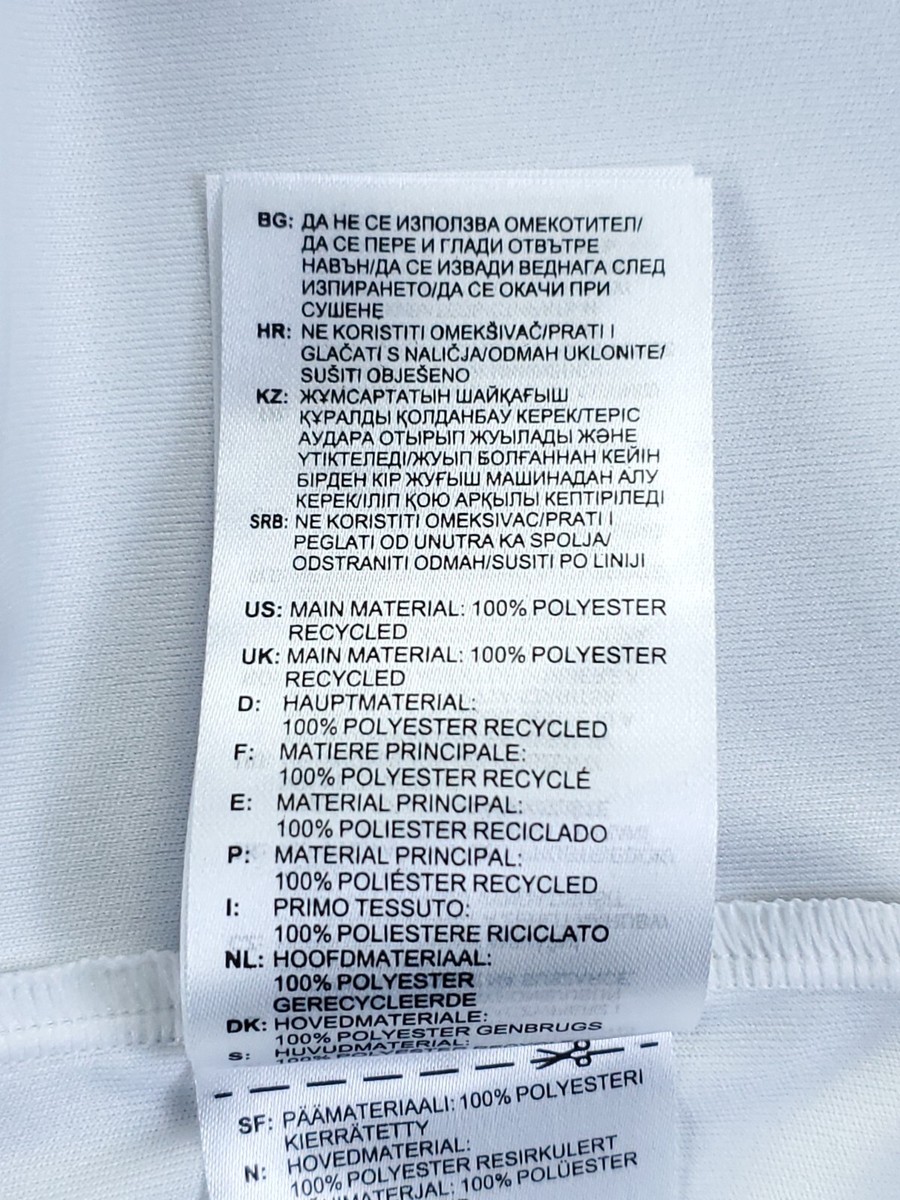 BG: ДА НЕ СЕ ИЗПОЛЗВА ОМЕКОТИТЕЛ/
ДА СЕ ПЕРЕ И ГЛАДИ ОТВЪТРЕ
НАВЪН/ДА СЕ ИЗВАДИ ВЕДНАГА СЛЕД
ИЗПИРАНЕТО/ДА СЕ ОКАЧИ ПРИ
СУШЕНЕ
HR: NE KORISTITI OMEKŠIVAČ/PRATI I
GLAČATI S NALIČJA/ODMAH UKLONITE/
SUŠITI OBJEŠENO
KZ: ЖҰМСАРТАТЫН ШАЙҚАҒЫШ
ҚҰРАЛДЫ ҚОЛДАНБАУ КЕРЕК/ТЕРІС
АУДАРА ОТЫРЫП ЖУЫЛАДЫ ЖӘНЕ
ҮТІКТЕЛЕДІ/ЖУЫП БОЛҒАННАН КЕЙІН
БІРДЕН КІР ЖУҒЫШ МАШИНАДАН АЛУ
КЕРЕК/ІЛІП ҚОЮ АРҚЫЛЫ КЕПТІРІЛЕДІ
SRB: NE KORISTITI OMEKSIVAC/PRATI I
PEGLATI OD UNUTRA KA SPOLJA/
ODSTRANITI ODMAH/SUSITI PO LINIJI
US: MAIN MATERIAL: 100% POLYESTER
RECYCLED
UK: MAIN MATERIAL: 100% POLYESTER
RECYCLED
D: HAUPTMATERIAL:
100% POLYESTER RECYCLED
F: MATIERE PRINCIPALE:
100% POLYESTER RECYCLÉ
E: MATERIAL PRINCIPAL:
100% POLIESTER RECICLADO
P: MATERIAL PRINCIPAL:
100% POLIÉSTER RECYCLED
I: PRIMO TESSUTO:
100% POLIESTERE RICICLATO
NL: HOOFDMATERIAAL:
100% POLYESTER
GERECYCLEERDE
DK: HOVEDMATERIALE:
100% POLYESTER GENBRUGS
S: HUVUDMATERIAL:
100% POLYESTER
SF: PÄÄMATERIAALI: 100% POLYESTERI
KIERRÄTETTY
N: HOVEDMATERIAL:
100% POLYESTER RESIRKULERT
100% POLÜESTER